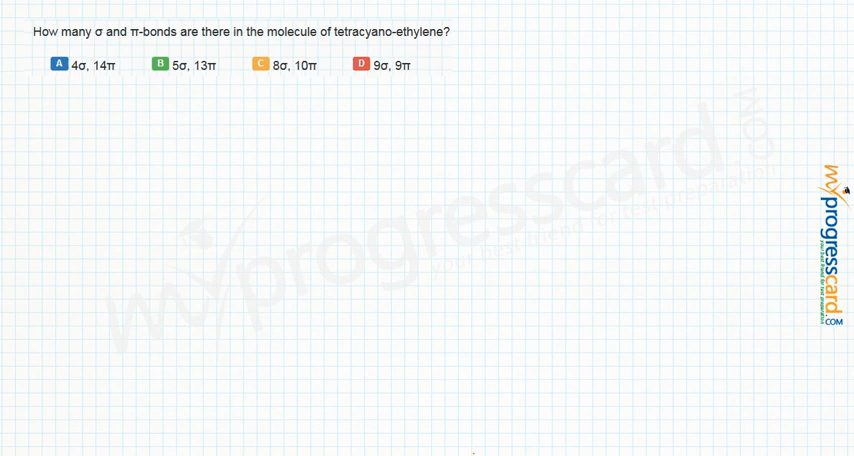 How many σ and π-bonds are there in the molecule of tetracyano-ethylene?
A 4σ, 14π B 5σ, 13π C 8σ, 10π D 9σ, 9π
myprogresscard.COM
your best friend for test preparation
myprogresscard.COM
your best friend for test preparation